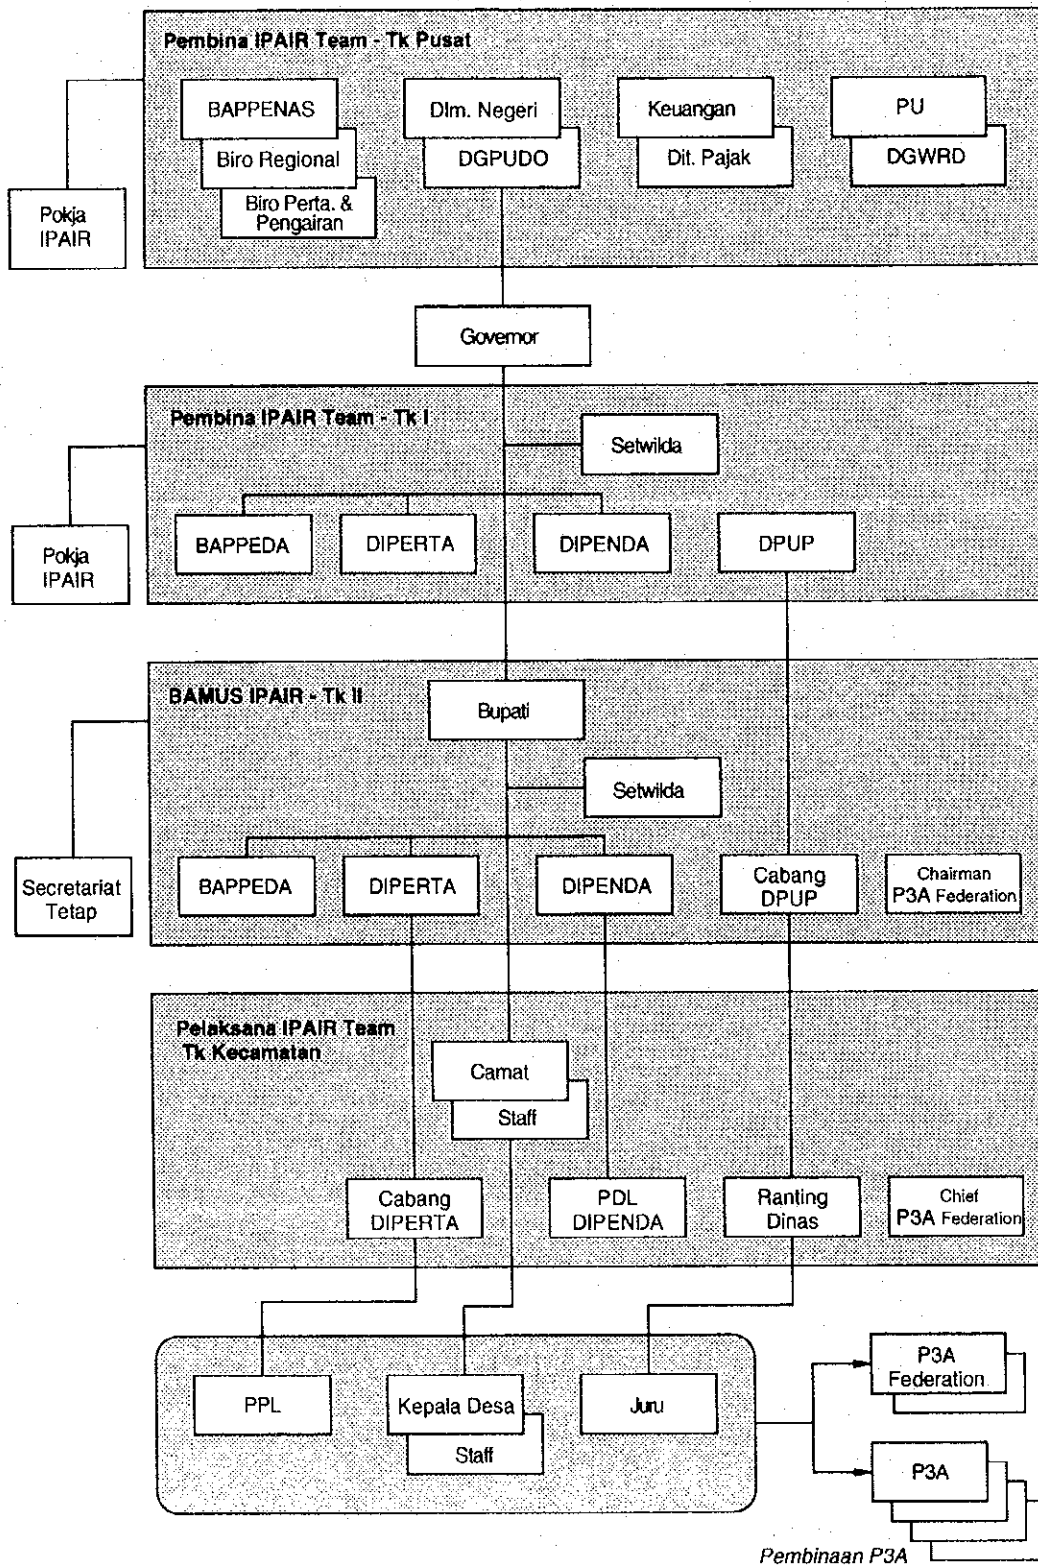 Pembina IPAIR Team - Tk Pusat
BAPPENAS
Biro Regional
Biro Perta. &
Pengairan
Dlm. Negeri
DGPUDO
Keuangan
Dit. Pajak
PU
DGWRD
Pokja
IPAIR
Governor
Pembina IPAIR Team - Tk I
Setwilda
BAPPEDA
DIPERTA
DIPENDA
DPUP
Pokja
IPAIR
BAMUS IPAIR - Tk II
Bupati
Setwilda
BAPPEDA
DIPERTA
DIPENDA
Cabang
DPUP
Chairman
P3A Federation
Secretariat
Tetap
Pelaksana IPAIR Team
Tk Kecamatan
Camat
Staff
Cabang
DIPERTA
PDL
DIPENDA
Ranting
Dinas
Chief
P3A Federation
PPL
Kepala Desa
Staff
Juru
P3A
Federation
P3A
Pembinaan P3A